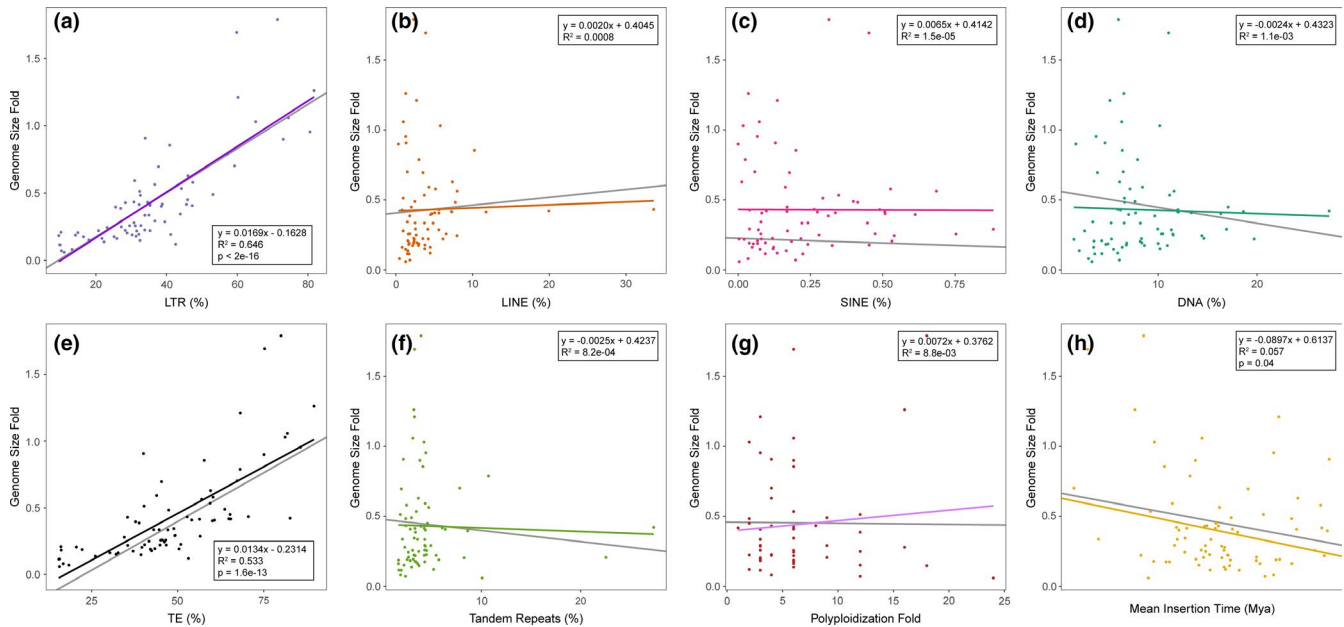 (a)
y = 0.0169x - 0.1628
R² = 0.646
p < 2e-16
Genome Size Fold
0.0
0.5
1.0
1.5
20
40
60
80
LTR (%)
(b)
y = 0.0020x + 0.4045
R² = 0.0008
Genome Size Fold
0.0
0.5
1.0
1.5
0
10
20
30
LINE (%)
(c)
y = 0.0065x + 0.4142
R² = 1.5e-05
Genome Size Fold
0.0
0.5
1.0
1.5
0.00
0.25
0.50
0.75
SINE (%)
(d)
y = -0.0024x + 0.4323
R² = 1.1e-03
Genome Size Fold
0.0
0.5
1.0
1.5
10
20
DNA (%)
(e)
y = 0.0134x - 0.2314
R² = 0.533
p = 1.6e-13
Genome Size Fold
0.0
0.5
1.0
1.5
25
50
75
TE (%)
(f)
y = -0.0025x + 0.4237
R² = 8.2e-04
Genome Size Fold
0.0
0.5
1.0
1.5
0
10
20
Tandem Repeats (%)
(g)
y = 0.0072x + 0.3762
R² = 8.8e-03
Genome Size Fold
0.0
0.5
1.0
1.5
0
5
10
15
20
25
Polyploidization Fold
(h)
y = -0.0897x + 0.6137
R² = 0.057
p = 0.04
Genome Size Fold
0.0
0.5
1.0
1.5
Mean Insertion Time (Mya)